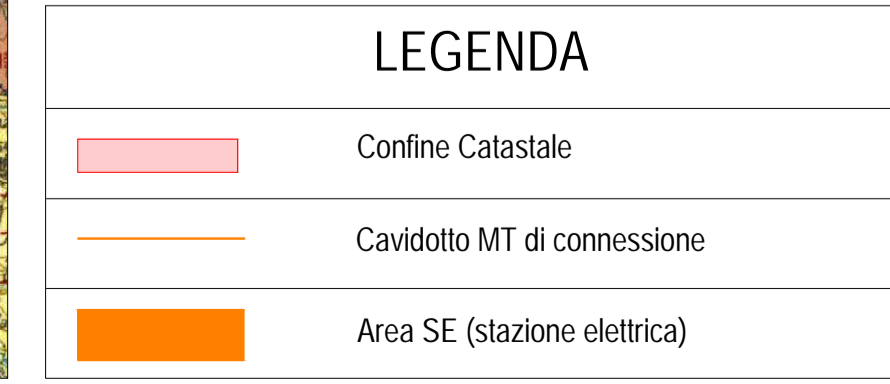 LEGENDA
Confine Catastale
Cavidotto MT di connessione
Area SE (stazione elettrica)